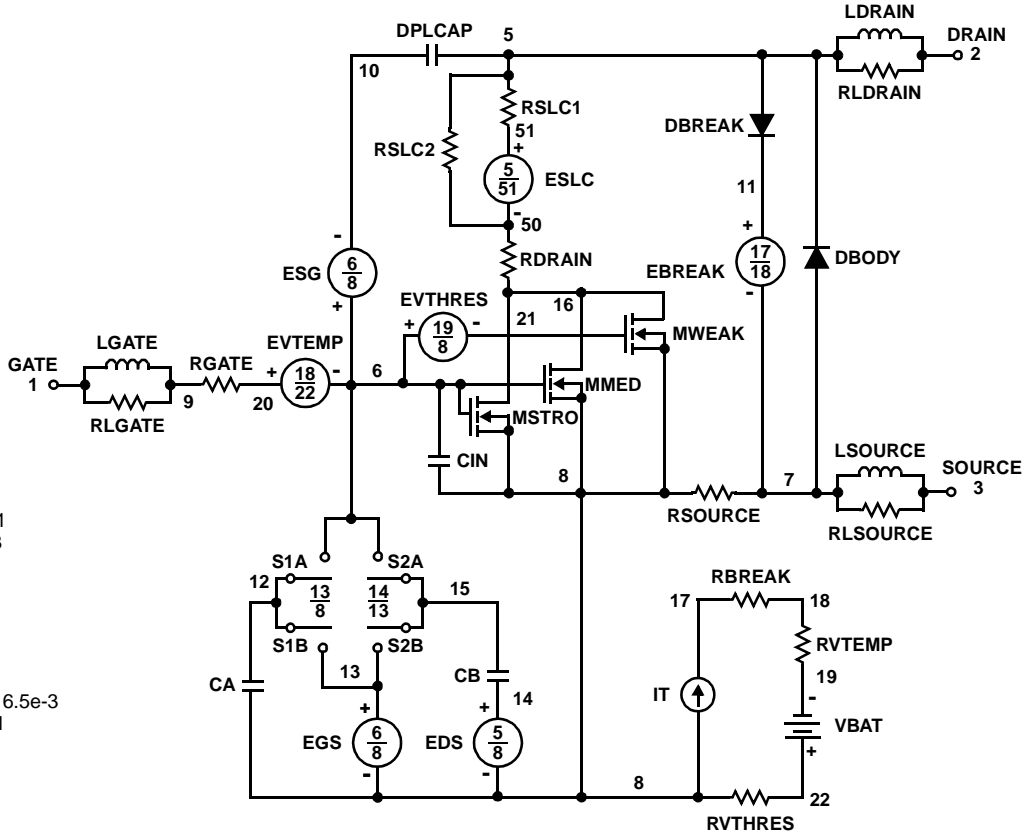 LDRAIN
DPLCAP
5
DRAIN
2
10
RLDRAIN
RSLC1
51
+
DBREAK
RSLC2
5
51
ESLC
-
50
11
-
+
ESG
6
8
+
RDRAIN
EBREAK
17
18
-
DBODY
EVTHRES
16
21
+
19
8
-
MWEAK
LGATE
EVTEMP
GATE
1
RGATE
+
18
22
-
6
MMED
9
20
RLGATE
MSTRO
CIN
LSOURCE
8
7
SOURCE
3
RSOURCE
RLSOURCE
1
S1A
S2A
12
13
8
14
13
15
RBREAK
17
18
S1B
S2B
RVTEMP
13
CB
19
CA
14
IT
-
6.5e-3
+
+
VBAT
EGS
6
8
EDS
5
8
+
-
-
8
22
RVTHRES